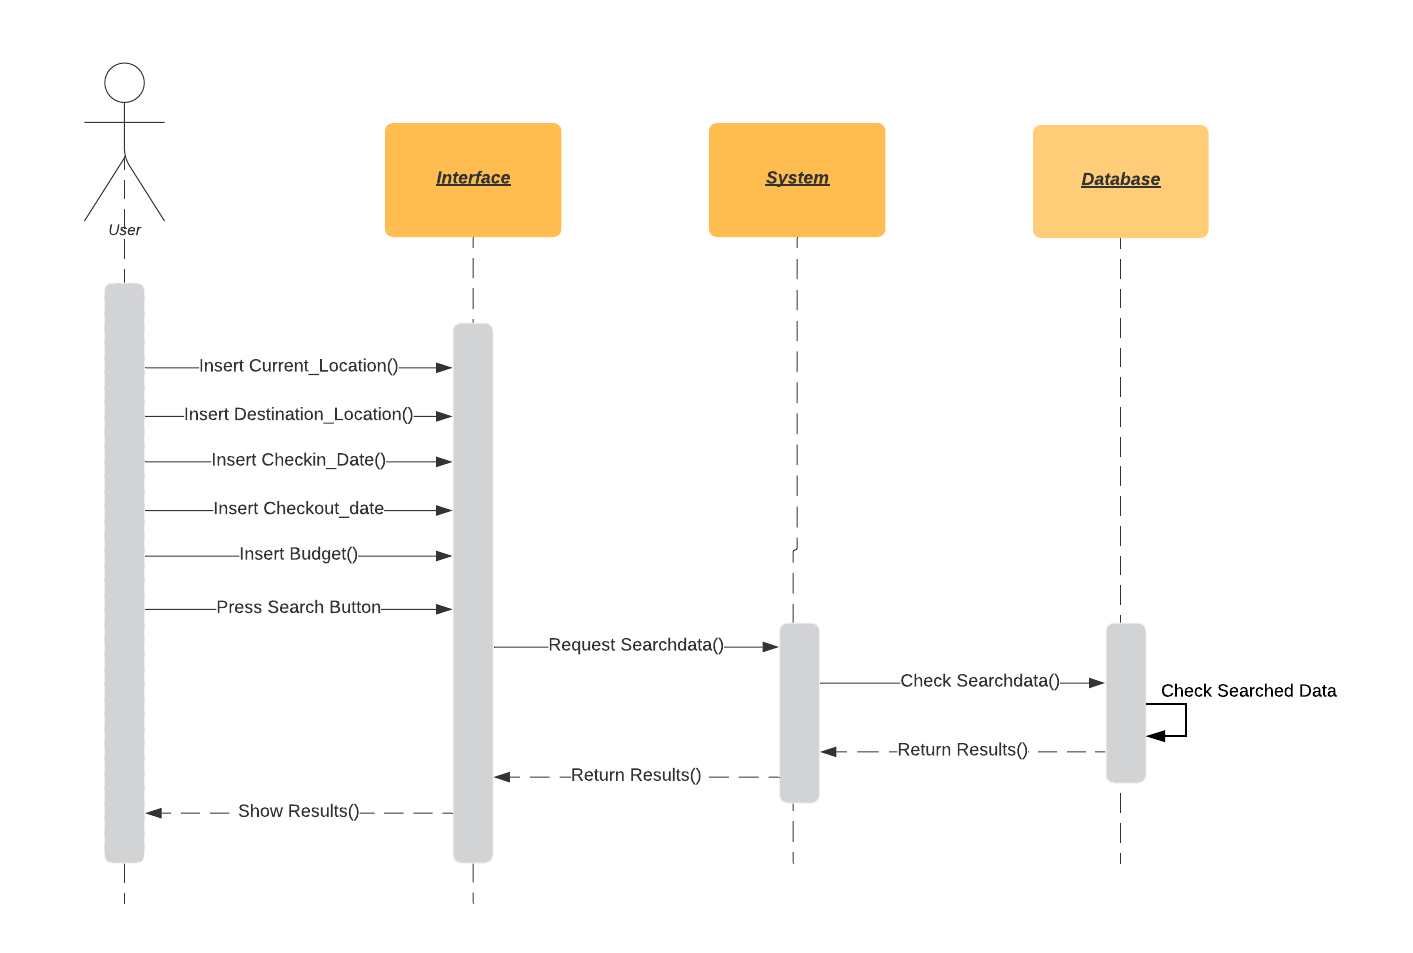 Interface
System
Database
User
Insert Current_Location()
Insert Destination_Location()
Insert Checkin_Date()
Insert Checkout_date
Insert Budget()
Press Search Button
Request Searchdata()
Check Searchdata()
Check Searched Data
Return Results()
Return Results()
Show Results()